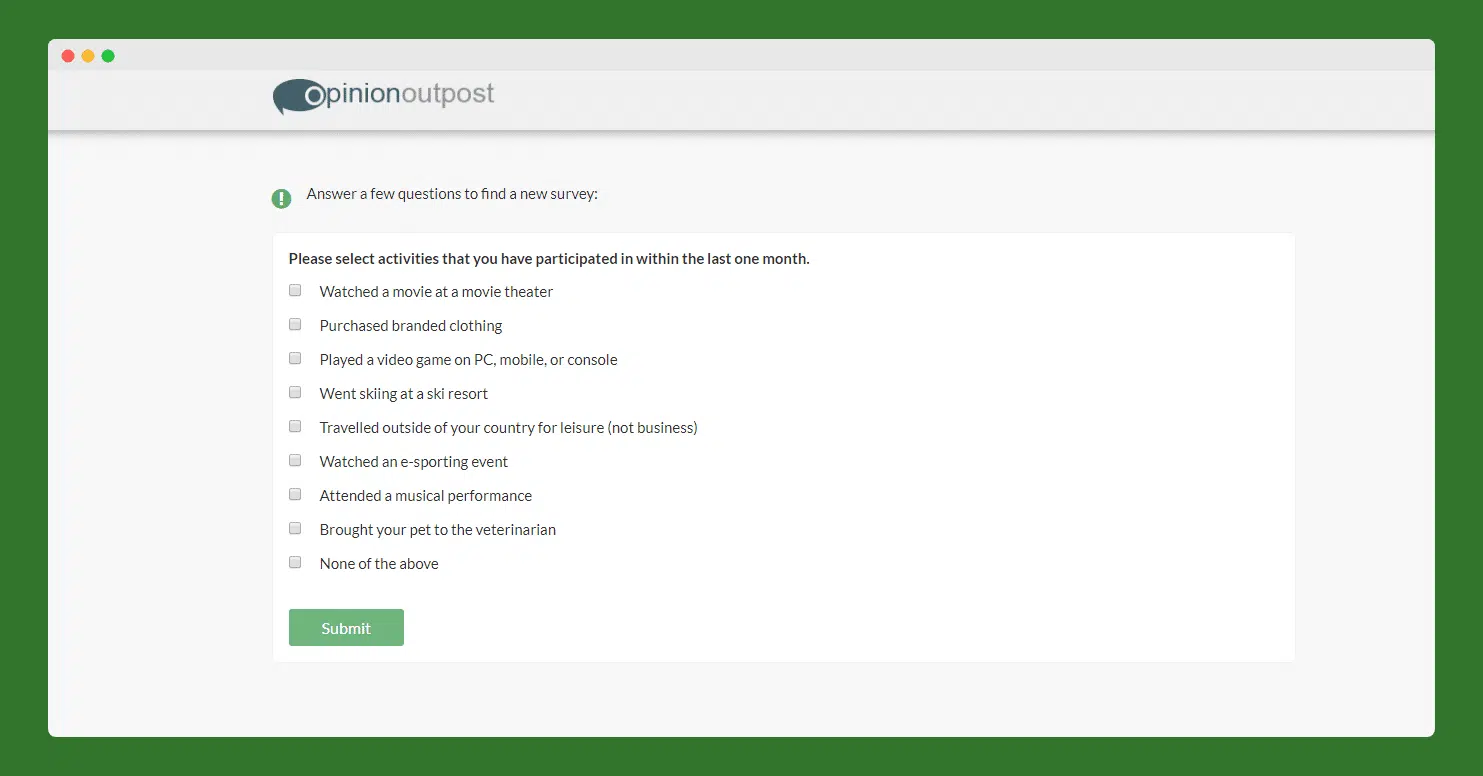 Opinionoutpost
Answer a few questions to find a new survey:
Please select activities that you have participated in within the last one month.
Watched a movie at a movie theater
Purchased branded clothing
Played a video game on PC, mobile, or console
Went skiing at a ski resort
Travelled outside of your country for leisure (not business)
Watched an e-sporting event
Attended a musical performance
Brought your pet to the veterinarian
None of the above
Submit